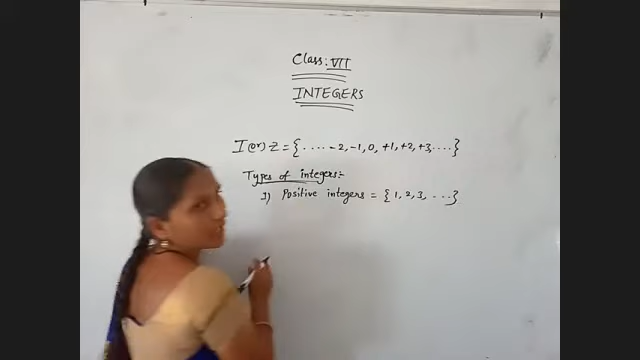 Class: VII
INTEGERS
I (or) Z = {.... -2, -1, 0, +1, +2, +3, ....}
Types of integers:-
1) Positive integers = {1, 2, 3, ....}